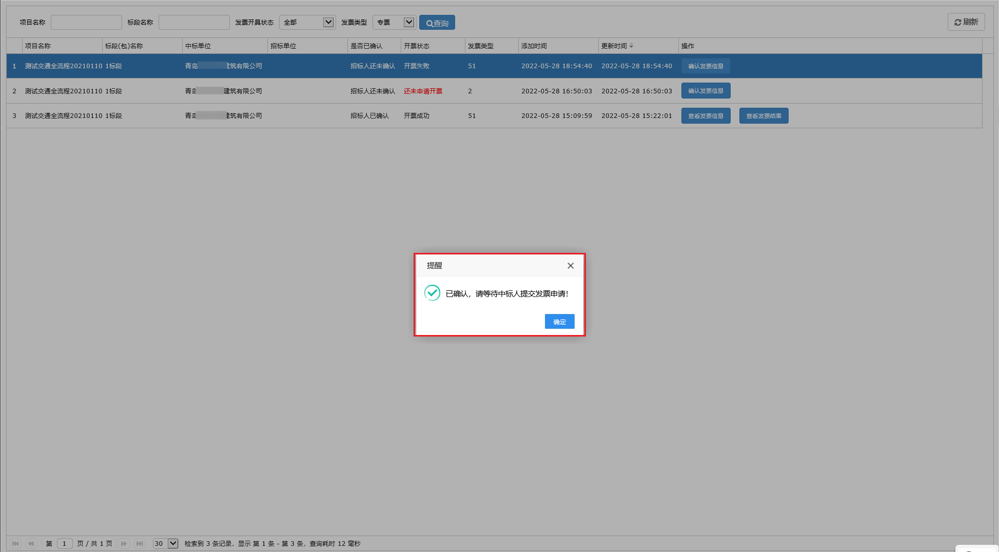 项目名称 标段名称 发票开具状态 全部 发票类型 专票 查询 刷新
项目名称 标段(包)名称 中标单位 招标单位 是否已确认 开票状态 发票类型 添加时间 更新时间 操作
1 测试交通全流程20210110 1标段 青岛 建筑有限公司 招标人还未确认 开票失败 51 2022-05-28 18:54:40 2022-05-28 18:54:40 确认发票信息
2 测试交通全流程20210110 1标段 青岛 建筑有限公司 招标人还未确认 还未申请开票 2 2022-05-28 16:50:03 2022-05-28 16:50:03 确认发票信息
3 测试交通全流程20210110 1标段 青岛 建筑有限公司 招标人已确认 开票成功 51 2022-05-28 15:09:59 2022-05-28 15:22:01 查看发票信息 查看发票结果
提醒
已确认，请等待中标人提交发票申请！
确定
第 1 页 / 共 1 页 30 检索到 3 条记录，显示 第 1 条 - 第 3 条，查询耗时 12 毫秒